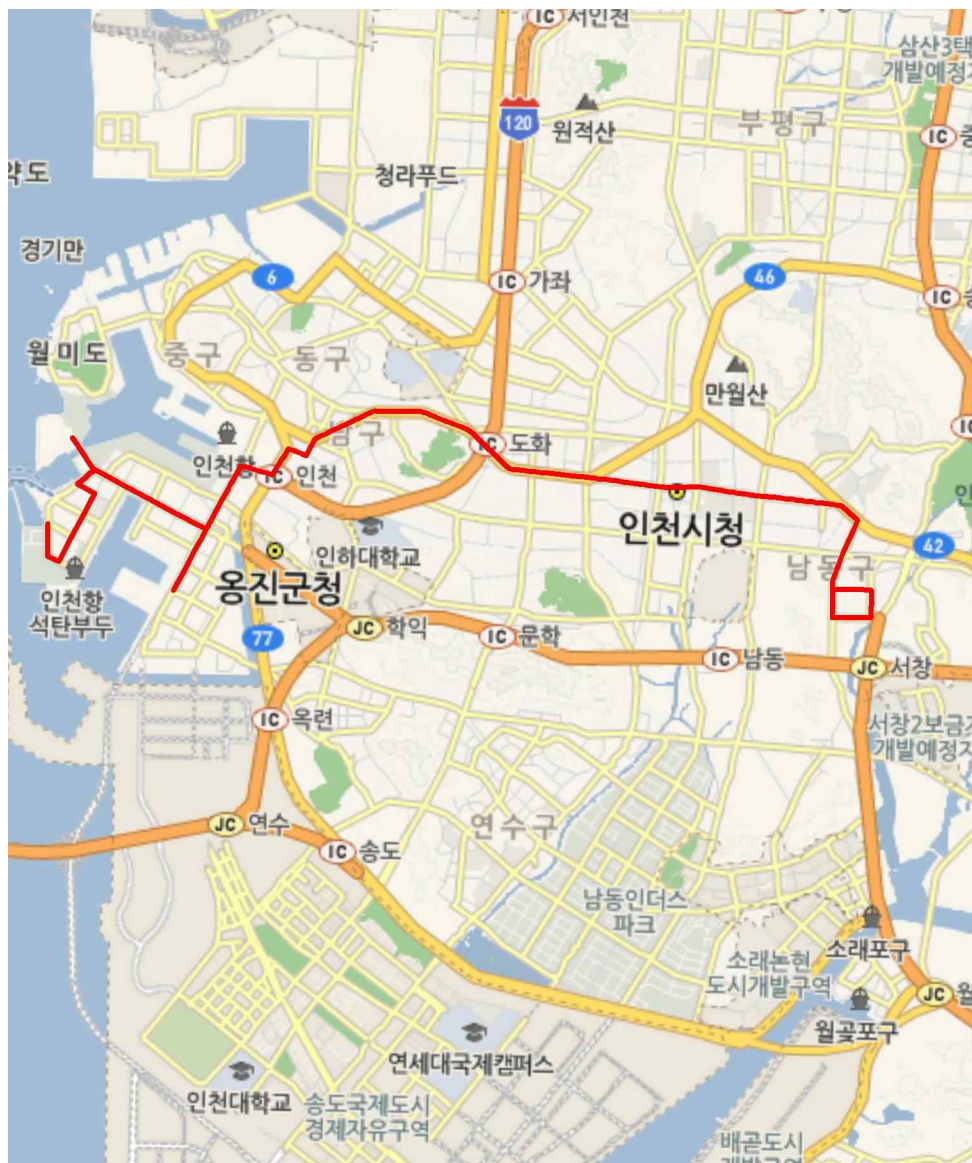 IC 서인천
삼산3택
개발예정지
120
원적산
부평구
IC
약도
청라푸드
경기만
6
IC 가좌
46
IC
월미도
중구
동구
만월산
IC
남구
IC 도화
인천항
IC 인천
인천시청
인하대학교
42
남동구
옹진군청
인천항
석탄부두
77
JC 학익
IC 문학
IC 남동
JC 서창
IC 옥련
서창2보금
개발예정지
JC 연수
연수구
IC 송도
남동인더스
파크
소래포구
소래논현
도시개발구역
JC 월
월곶포구
연세대국제캠퍼스
인천대학교
송도국제도시
경제자유구역
배곧도시